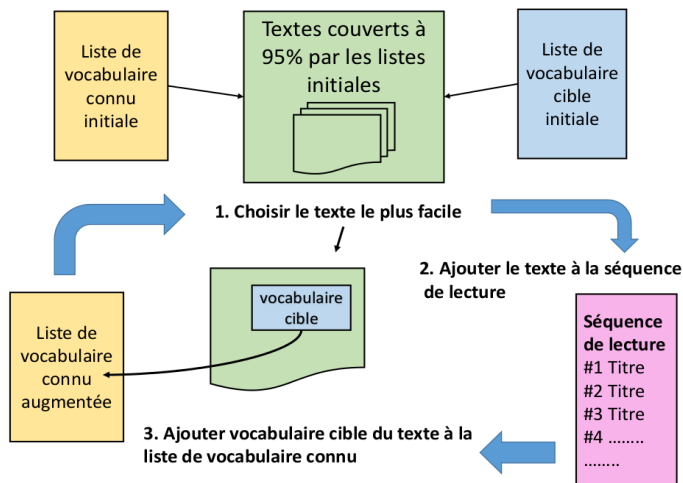 Liste de
vocabulaire
connu
initiale
Textes couverts à
95% par les listes
initiales
Liste de
vocabulaire
cible
initiale
1. Choisir le texte le plus facile
2. Ajouter le texte à la séquence
de lecture
vocabulaire
cible
Liste de
vocabulaire
connu
augmentée
Séquence
de lecture
#1 Titre
#2 Titre
#3 Titre
#4 ........
........
3. Ajouter vocabulaire cible du texte à la
liste de vocabulaire connu